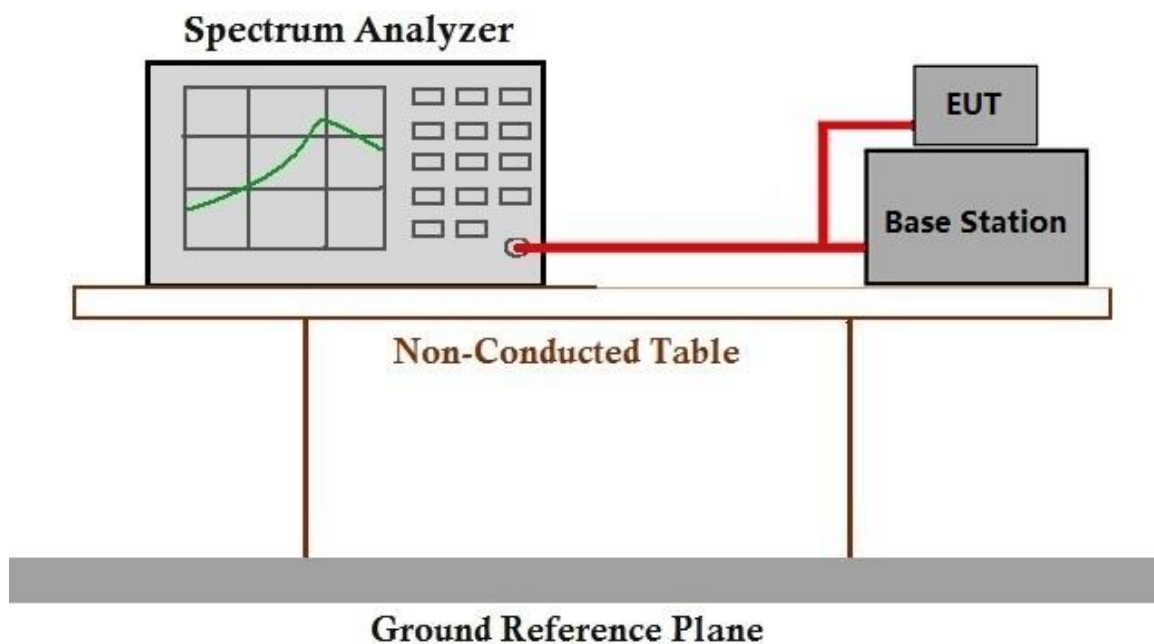 Spectrum Analyzer
EUT
Base Station
Non-Conducted Table
Ground Reference Plane